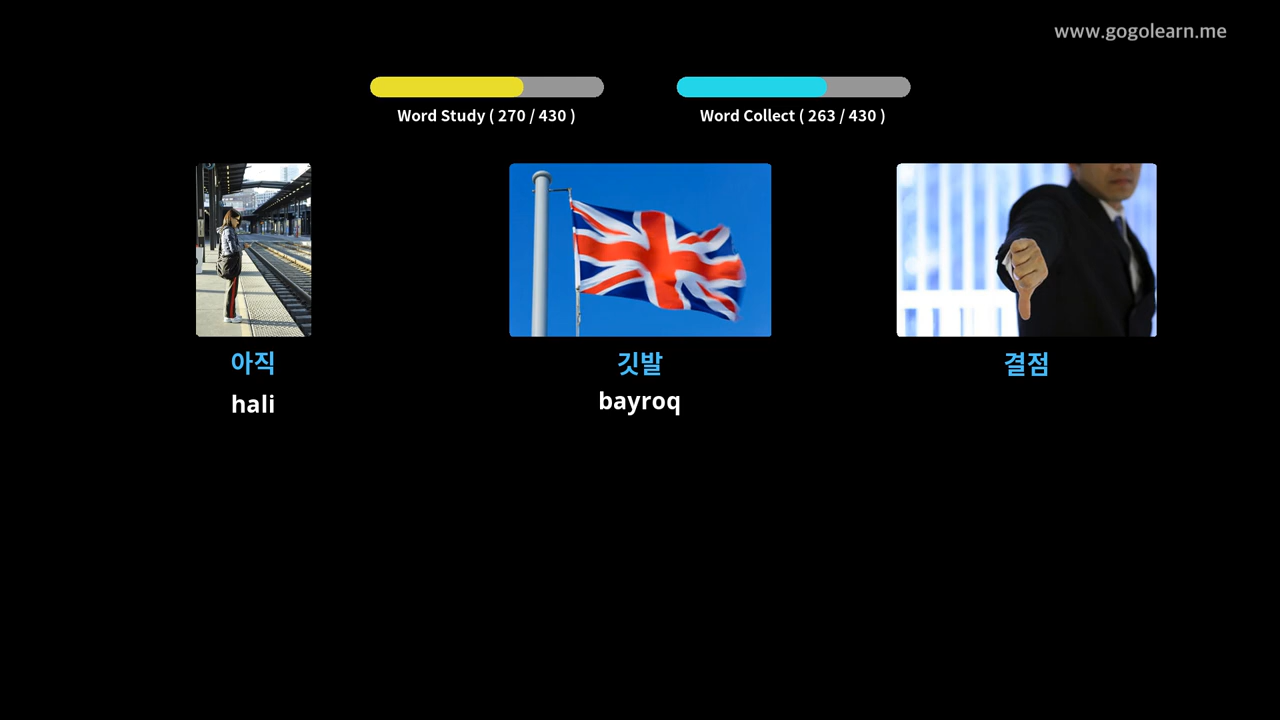 www.gogolearn.me
Word Study ( 270 / 430 )
Word Collect ( 263 / 430 )
아직
hali
깃발
bayroq
결점